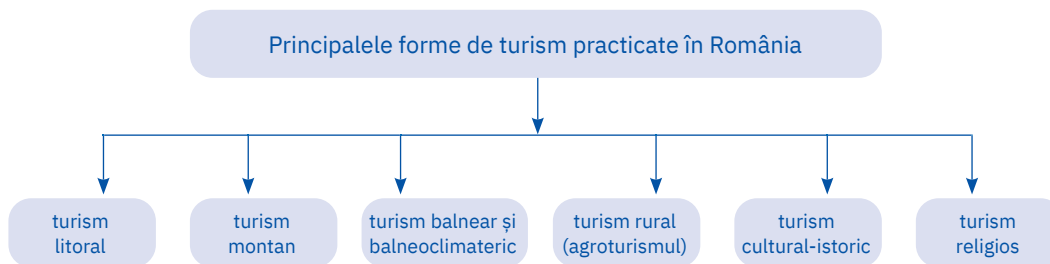 Principalele forme de turism practicate în România
turism
litoral
turism
montan
turism balnear și
balneoclimateric
turism rural
(agroturismul)
turism
cultural-istoric
turism
religios